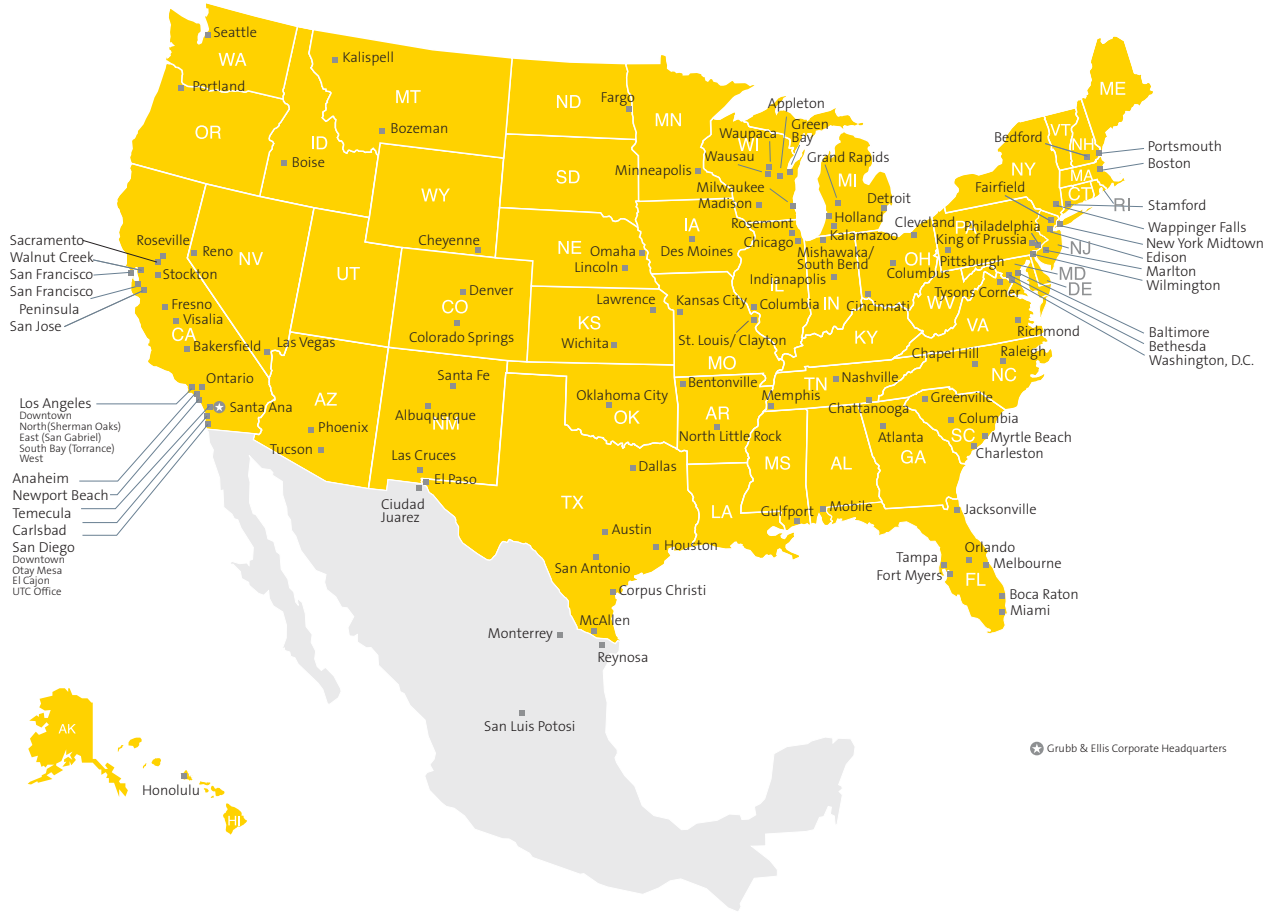 Seattle
WA
Kalispell
Portland
MT
ND
Fargo
MN
Appleton
ME
OR
ID
Bozeman
Waupaca
Green
Bay
WI
Bedford
VT
NH
Portsmouth
Boise
Wausau
Grand Rapids
Boston
Minneapolis
SD
MI
NY
MA
WY
Milwaukee
Madison
Detroit
Fairfield
CT
RI
Stamford
IA
Rosemont
Holland
Cleveland
PA
Philadelphia
Wappinger Falls
Sacramento
Roseville
Cheyenne
NE
Omaha
Des Moines
Chicago
Kalamazoo
King of Prussia
New York Midtown
Walnut Creek
Reno
NV
Lincoln
Mishawaka/
South Bend
OH
Pittsburgh
NJ
Edison
San Francisco
Stockton
UT
Indianapolis
IL
Columbus
MD
Marlton
San Francisco
Peninsula
Denver
DE
Wilmington
Fresno
CO
Lawrence
Kansas City
Columbia
IN
Cincinnati
WV
Tysons Corner
San Jose
Visalia
KS
VA
Richmond
Baltimore
CA
Bakersfield
Las Vegas
Colorado Springs
Wichita
St. Louis/ Clayton
KY
Bethesda
MO
Chapel Hill
Raleigh
Washington, D.C.
Ontario
Santa Fe
Bentonville
TN
Nashville
NC
Los Angeles
Downtown
North(Sherman Oaks)
East (San Gabriel)
South Bay (Torrance)
West
Santa Ana
AZ
Albuquerque
NM
Oklahoma City
OK
AR
Memphis
Chattanooga
Greenville
Phoenix
Columbia
Tucson
North Little Rock
Atlanta
SC
Myrtle Beach
Las Cruces
Dallas
MS
AL
GA
Charleston
Anaheim
El Paso
Newport Beach
Ciudad
Juarez
TX
LA
Gulfport
Mobile
Jacksonville
Temecula
Carlsbad
San Diego
Downtown
Otay Mesa
El Cajon
UTC Office
Austin
Houston
Orlando
Tampa
Melbourne
San Antonio
Fort Myers
FL
Corpus Christi
Boca Raton
Miami
McAllen
Monterrey
Reynosa
San Luis Potosi
AK
Grubb & Ellis Corporate Headquarters
Honolulu
HI